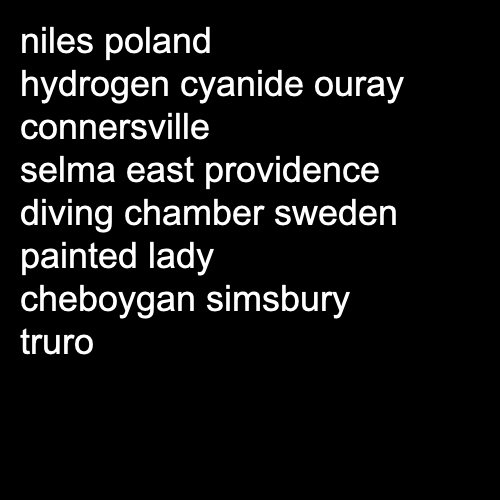 niles poland
hydrogen cyanide ouray
connersville
selma east providence
diving chamber sweden
painted lady
cheboygan simsbury
truro